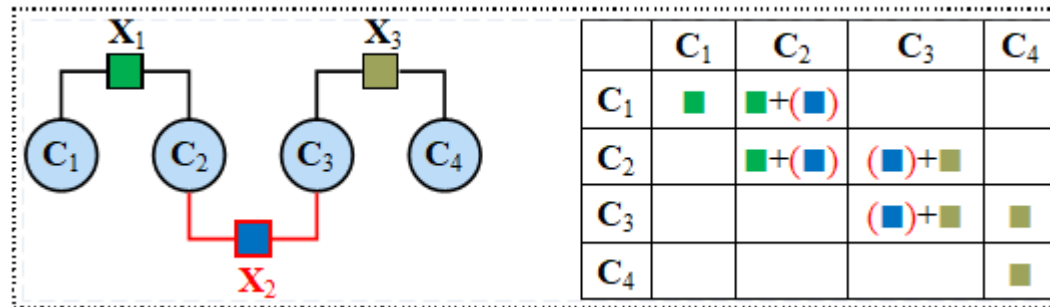 X₁ X₃
C₁ C₂ C₃ C₄
X₂
C₁ C₂ C₃ C₄
C₁ +( )
C₂ +( ) ( )+
C₃ ( )+
C₄